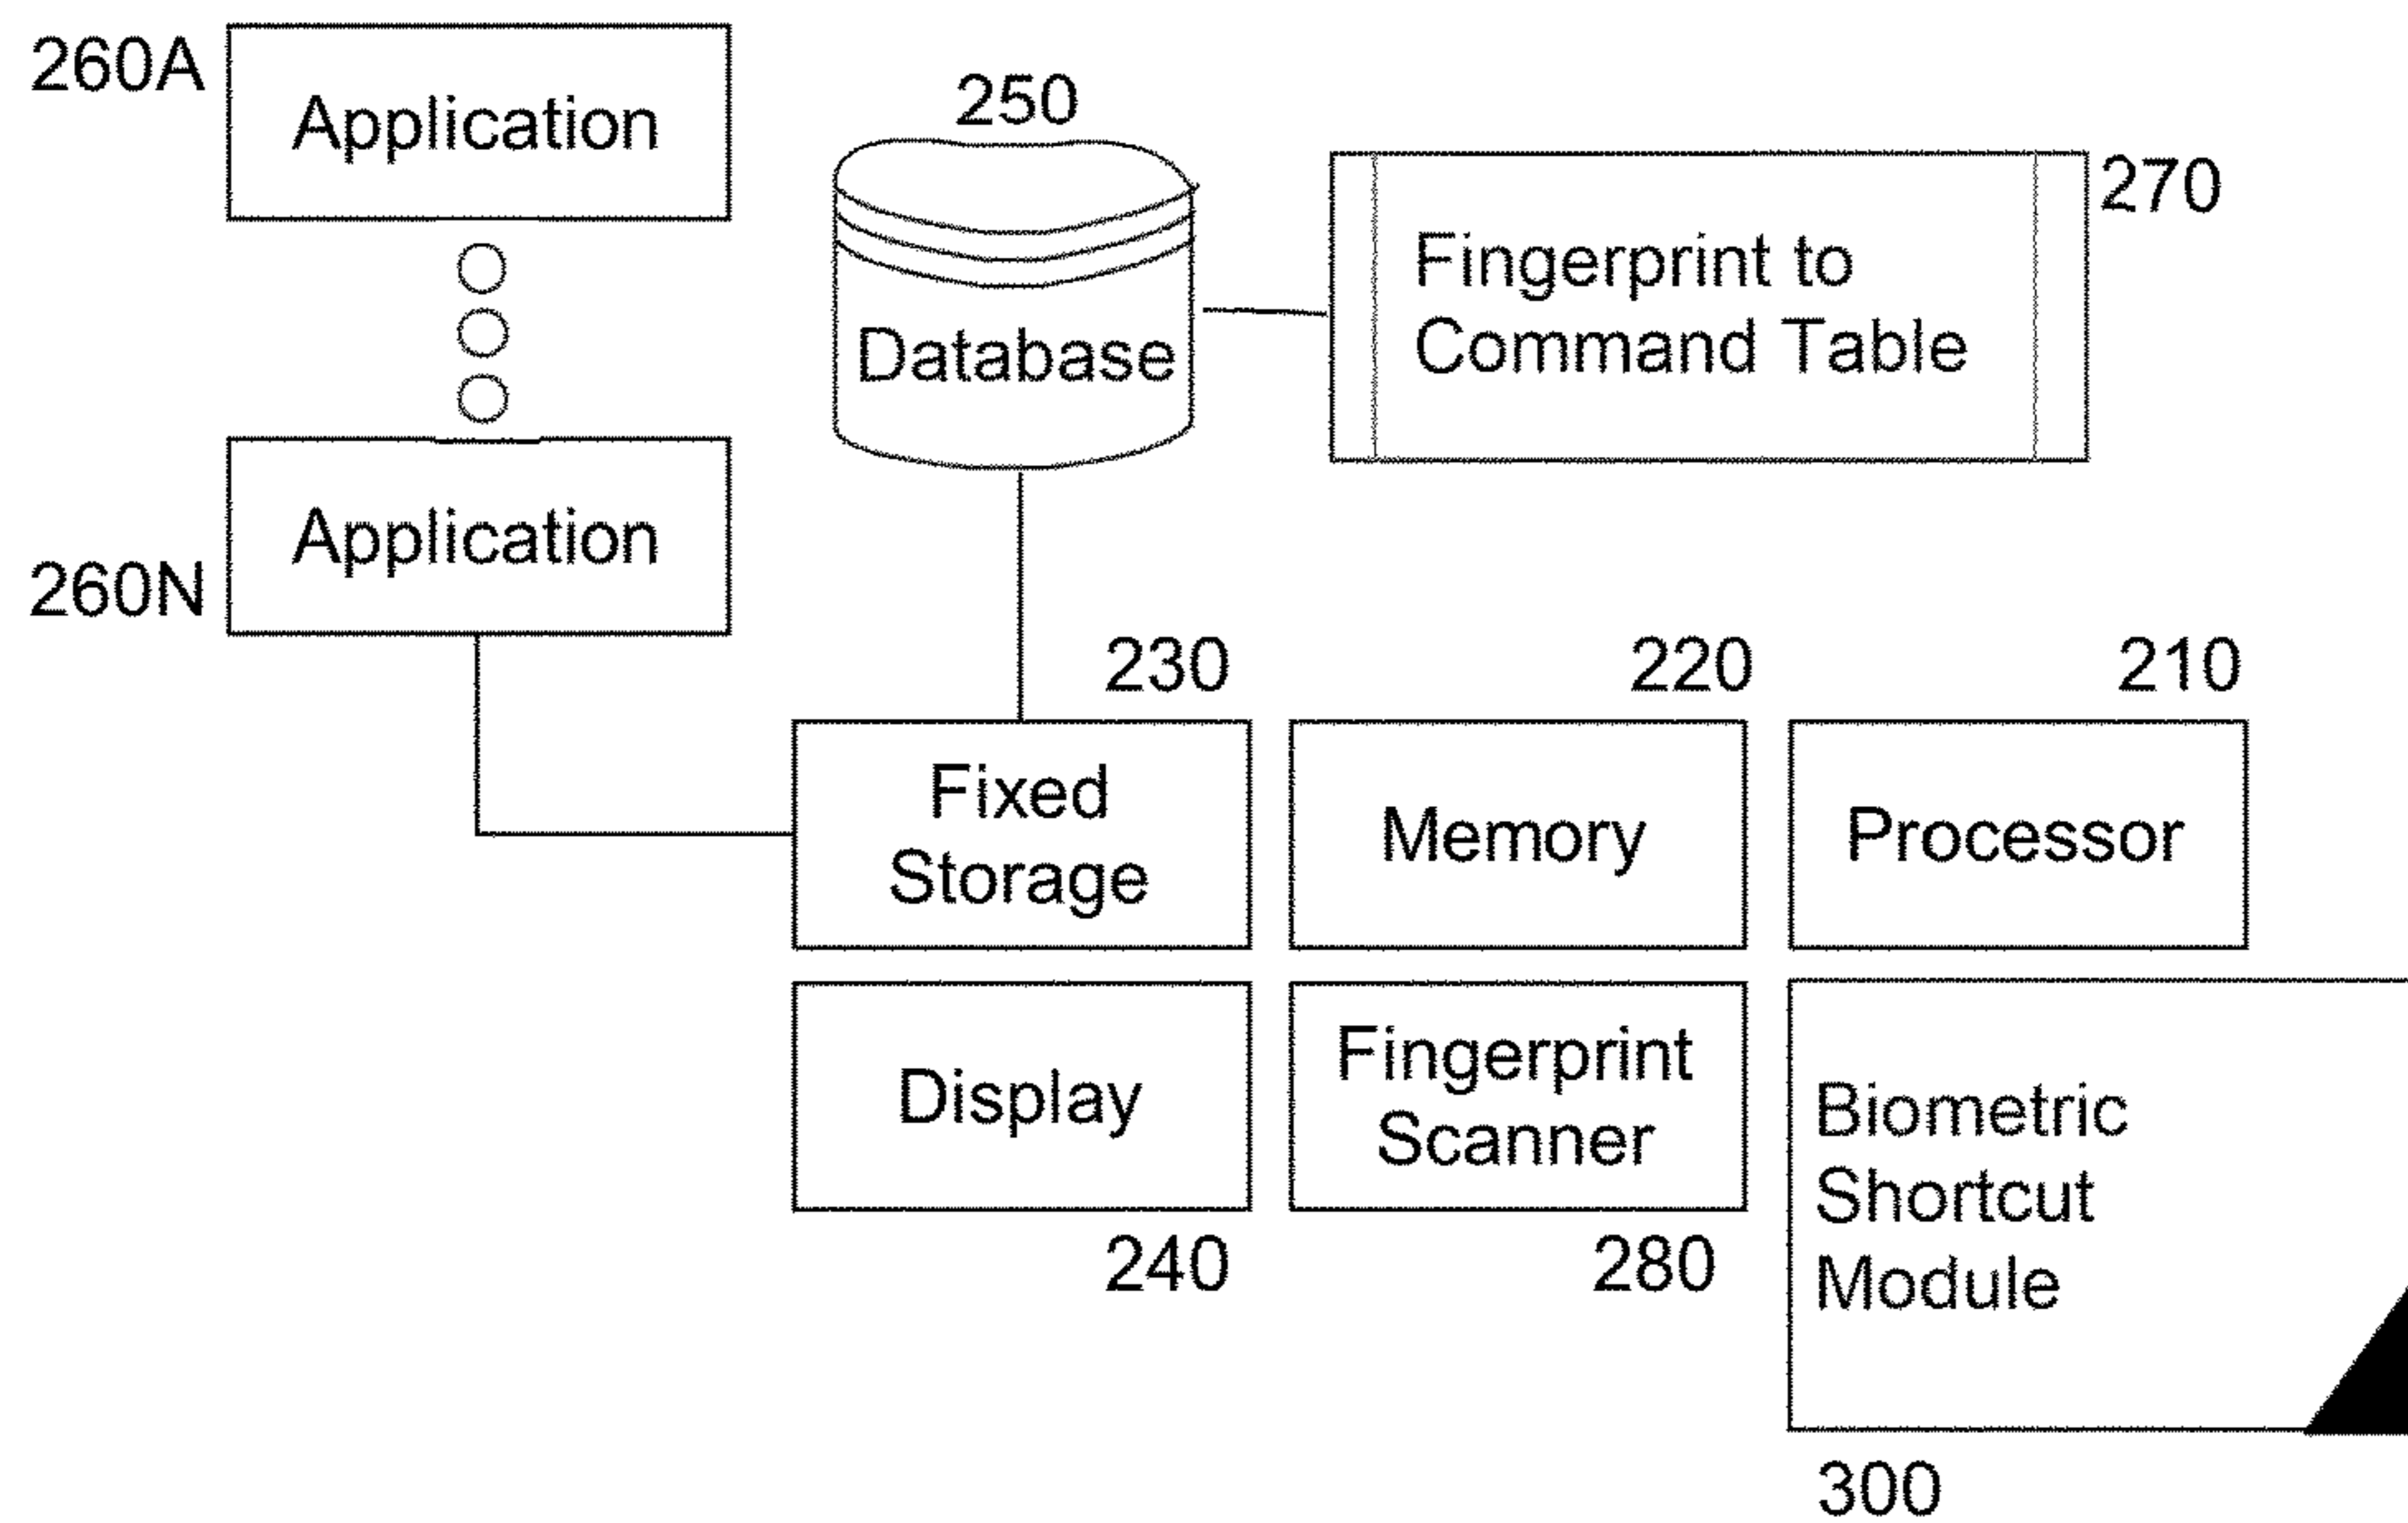 260A
Application
250
Database
270
Fingerprint to
Command Table
Application
260N
230
220
210
Fixed
Storage
Memory
Processor
Display
Fingerprint
Scanner
Biometric
Shortcut
Module
240
280
300